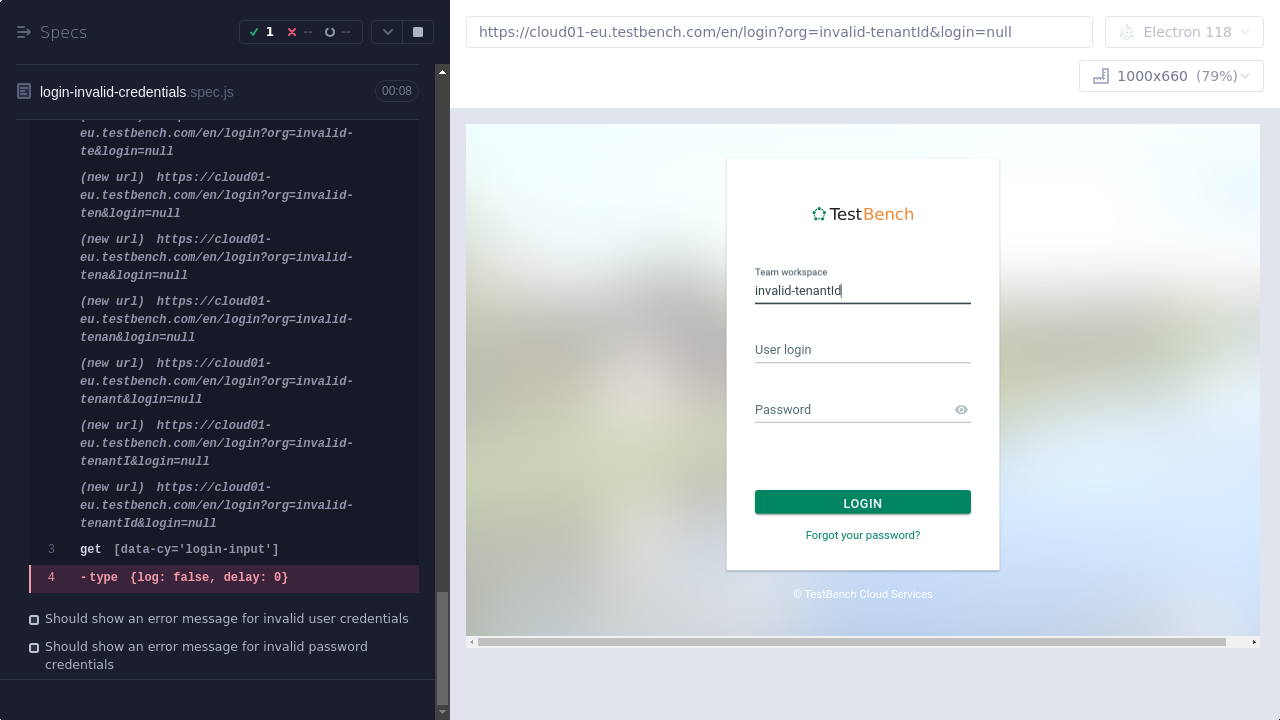 Specs
1
--
--
login-invalid-credentials.spec.js
00:08
eu.testbench.com/en/login?org=invalid-
te&login=null
(new url) https://cloud01-
eu.testbench.com/en/login?org=invalid-
ten&login=null
(new url) https://cloud01-
eu.testbench.com/en/login?org=invalid-
tena&login=null
(new url) https://cloud01-
eu.testbench.com/en/login?org=invalid-
tenan&login=null
(new url) https://cloud01-
eu.testbench.com/en/login?org=invalid-
tenant&login=null
(new url) https://cloud01-
eu.testbench.com/en/login?org=invalid-
tenantI&login=null
(new url) https://cloud01-
eu.testbench.com/en/login?org=invalid-
tenantId&login=null
3 get [data-cy='login-input']
4 -type {log: false, delay: 0}
Should show an error message for invalid user credentials
Should show an error message for invalid password
credentials
https://cloud01-eu.testbench.com/en/login?org=invalid-tenantId&login=null
Electron 118
1000x660 (79%)
TestBench
Team workspace
invalid-tenantId
User login
Password
LOGIN
Forgot your password?
© TestBench Cloud Services